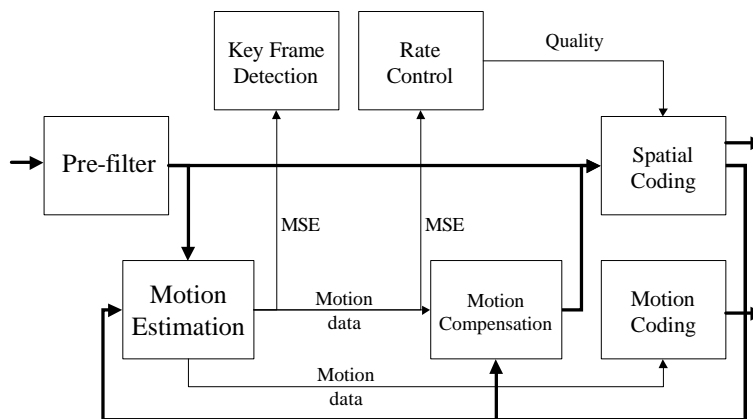 Key Frame
Detection
Rate
Control
Quality
Pre-filter
Spatial
Coding
MSE
MSE
Motion
Estimation
Motion
data
Motion
Compensation
Motion
Coding
Motion
data